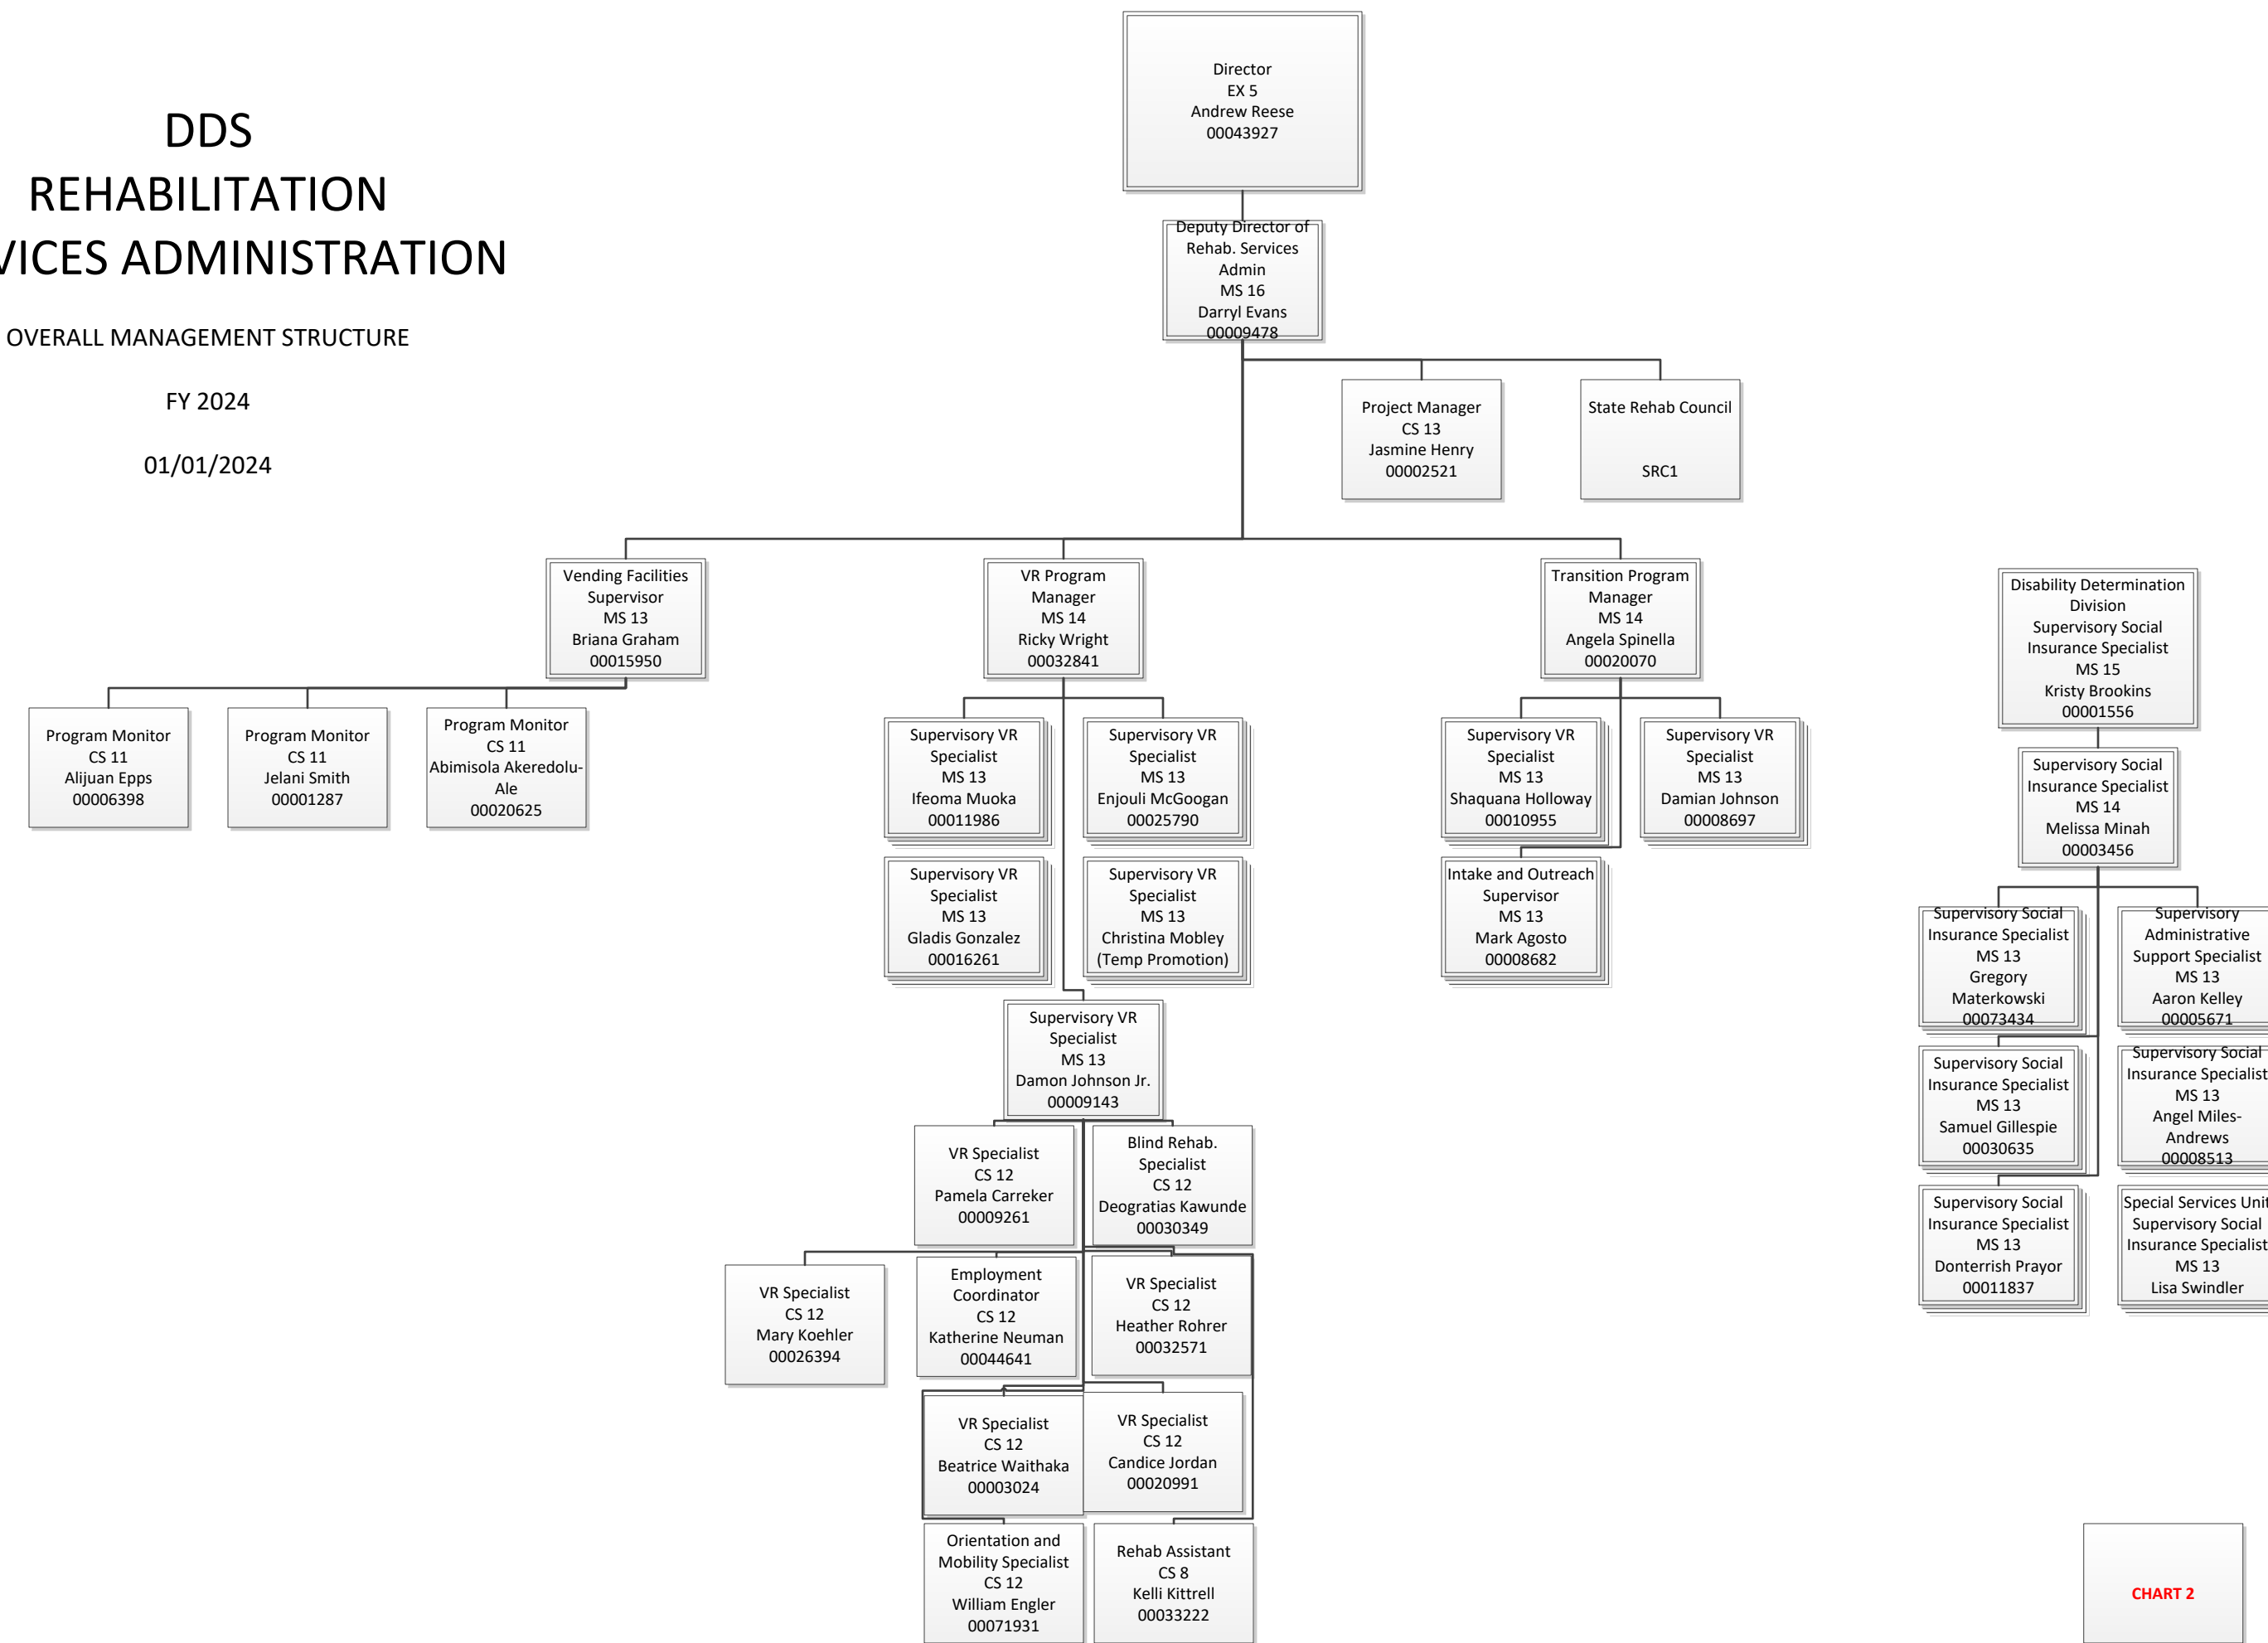 DDS
REHABILITATION
VICES ADMINISTRATION
OVERALL MANAGEMENT STRUCTURE
FY 2024
01/01/2024
Director
EX 5
Andrew Reese
00043927
Deputy Director of
Rehab. Services
Admin
MS 16
Darryl Evans
00009478
Project Manager
CS 13
Jasmine Henry
00002521
State Rehab Council
SRC1
Vending Facilities
Supervisor
MS 13
Briana Graham
00015950
VR Program
Manager
MS 14
Ricky Wright
00032841
Transition Program
Manager
MS 14
Angela Spinella
00020070
Disability Determination
Division
Supervisory Social
Insurance Specialist
MS 15
Kristy Brookins
00001556
Program Monitor
CS 11
Alijuan Epps
00006398
Program Monitor
CS 11
Jelani Smith
00001287
Program Monitor
CS 11
Abimisola Akeredolu-
Ale
00020625
Supervisory VR
Specialist
MS 13
Ifeoma Muoka
00011986
Supervisory VR
Specialist
MS 13
Enjouli McGoogan
00025790
Supervisory VR
Specialist
MS 13
Shaquana Holloway
00010955
Supervisory VR
Specialist
MS 13
Damian Johnson
00008697
Supervisory Social
Insurance Specialist
MS 14
Melissa Minah
00003456
Supervisory VR
Specialist
MS 13
Gladis Gonzalez
00016261
Supervisory VR
Specialist
MS 13
Christina Mobley
(Temp Promotion)
Intake and Outreach
Supervisor
MS 13
Mark Agosto
00008682
Supervisory Social
Insurance Specialist
MS 13
Gregory
Materkowski
00073434
Supervisory
Administrative
Support Specialist
MS 13
Aaron Kelley
00005671
Supervisory VR
Specialist
MS 13
Damon Johnson Jr.
00009143
Supervisory Social
Insurance Specialist
MS 13
Samuel Gillespie
00030635
Supervisory Social
Insurance Specialist
MS 13
Angel Miles-
Andrews
00008513
VR Specialist
CS 12
Pamela Carreker
00009261
Blind Rehab.
Specialist
CS 12
Deogratias Kawunde
00030349
Supervisory Social
Insurance Specialist
MS 13
Donterrish Prayor
00011837
Special Services Unit
Supervisory Social
Insurance Specialist
MS 13
Lisa Swindler
VR Specialist
CS 12
Mary Koehler
00026394
Employment
Coordinator
CS 12
Katherine Neuman
00044641
VR Specialist
CS 12
Heather Rohrer
00032571
VR Specialist
CS 12
Beatrice Waithaka
00003024
VR Specialist
CS 12
Candice Jordan
00020991
Orientation and
Mobility Specialist
CS 12
William Engler
00071931
Rehab Assistant
CS 8
Kelli Kittrell
00033222
CHART 2